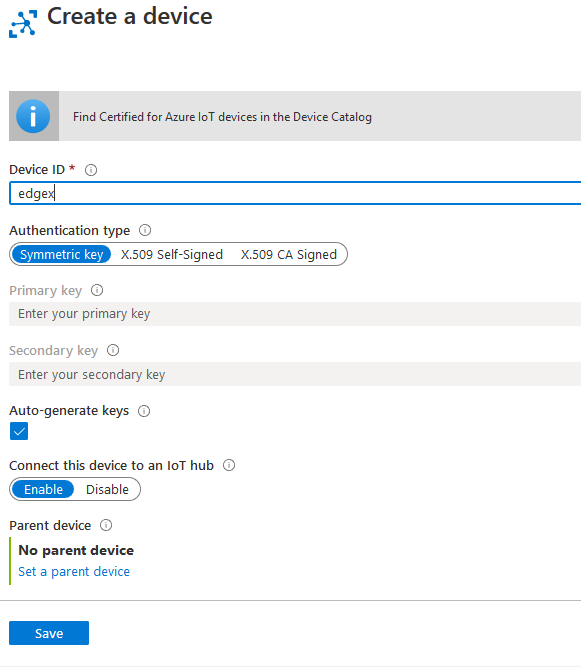 Create a device
Find Certified for Azure IoT devices in the Device Catalog
Device ID *
edgex
Authentication type
Symmetric key X.509 Self-Signed X.509 CA Signed
Primary key
Enter your primary key
Secondary key
Enter your secondary key
Auto-generate keys
Connect this device to an IoT hub
Enable Disable
Parent device
No parent device
Set a parent device
Save